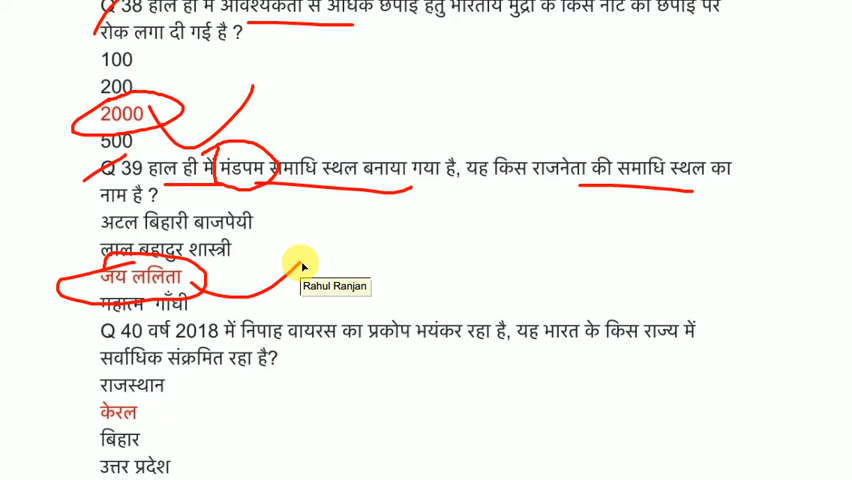 Q 38 हाल ही में आवश्यकता से अधिक छपाई हेतु भारतीय मुद्रा के किस नोट की छपाई पर
रोक लगा दी गई है ?
100
200
2000
500
Q 39 हाल ही में मंडपम समाधि स्थल बनाया गया है, यह किस राजनेता की समाधि स्थल का
नाम है ?
अटल बिहारी बाजपेयी
लाल बहादुर शास्त्री
जय ललिता
Rahul Ranjan
महात्म गाँधी
Q 40 वर्ष 2018 में निपाह वायरस का प्रकोप भयंकर रहा है, यह भारत के किस राज्य में
सर्वाधिक संक्रमित रहा है?
राजस्थान
केरल
बिहार
उत्तर प्रदेश